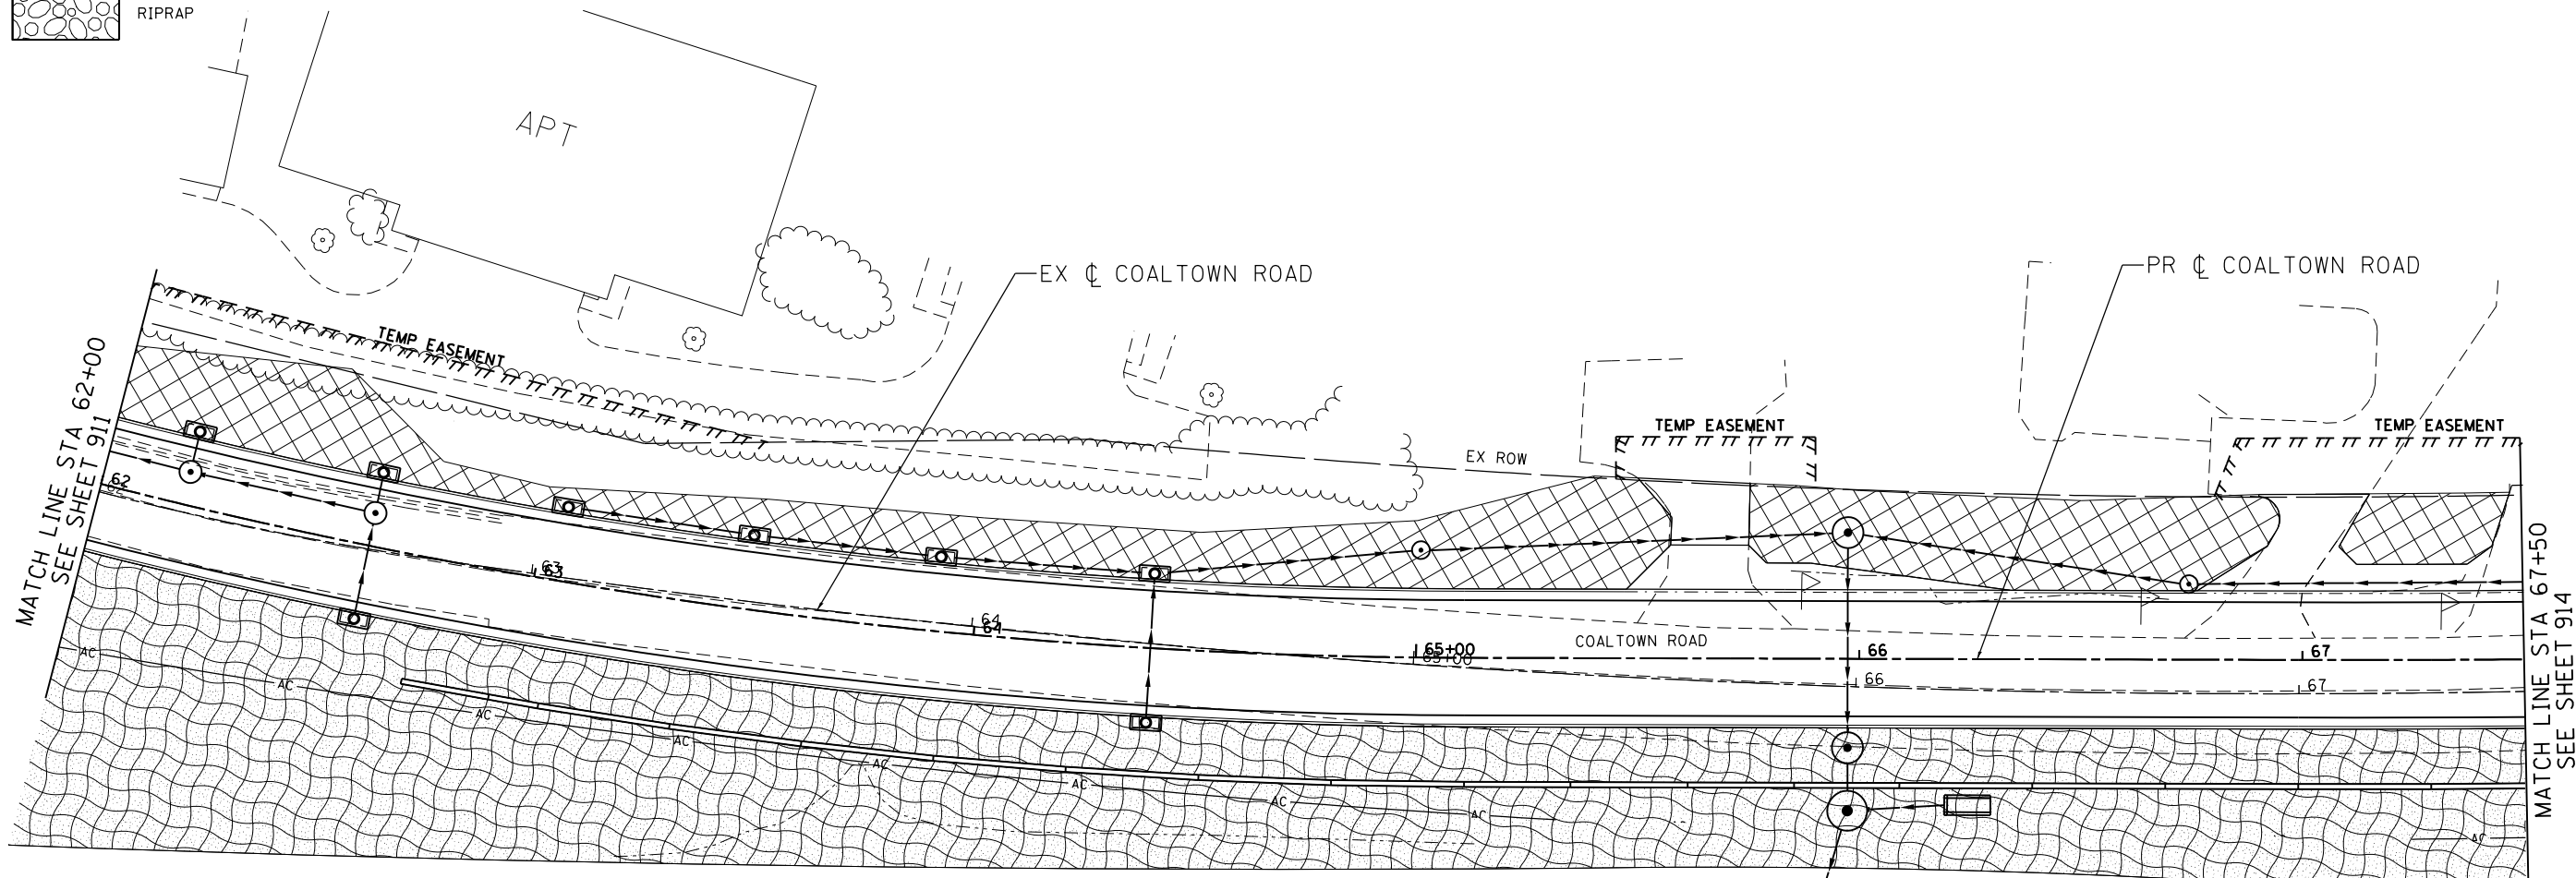 RIPRAP
APT
EX ℄ COALTOWN ROAD
PR ℄ COALTOWN ROAD
TEMP EASEMENT
TEMP EASEMENT
TEMP EASEMENT
EX ROW
MATCH LINE STA 62+00
SEE SHEET 911
62
63
63
64
64
65+00
65+00
COALTOWN ROAD
66
67
66
67
MATCH LINE STA 67+50
SEE SHEET 914
AC
AC
AC
AC
AC
AC
AC
AC
AC